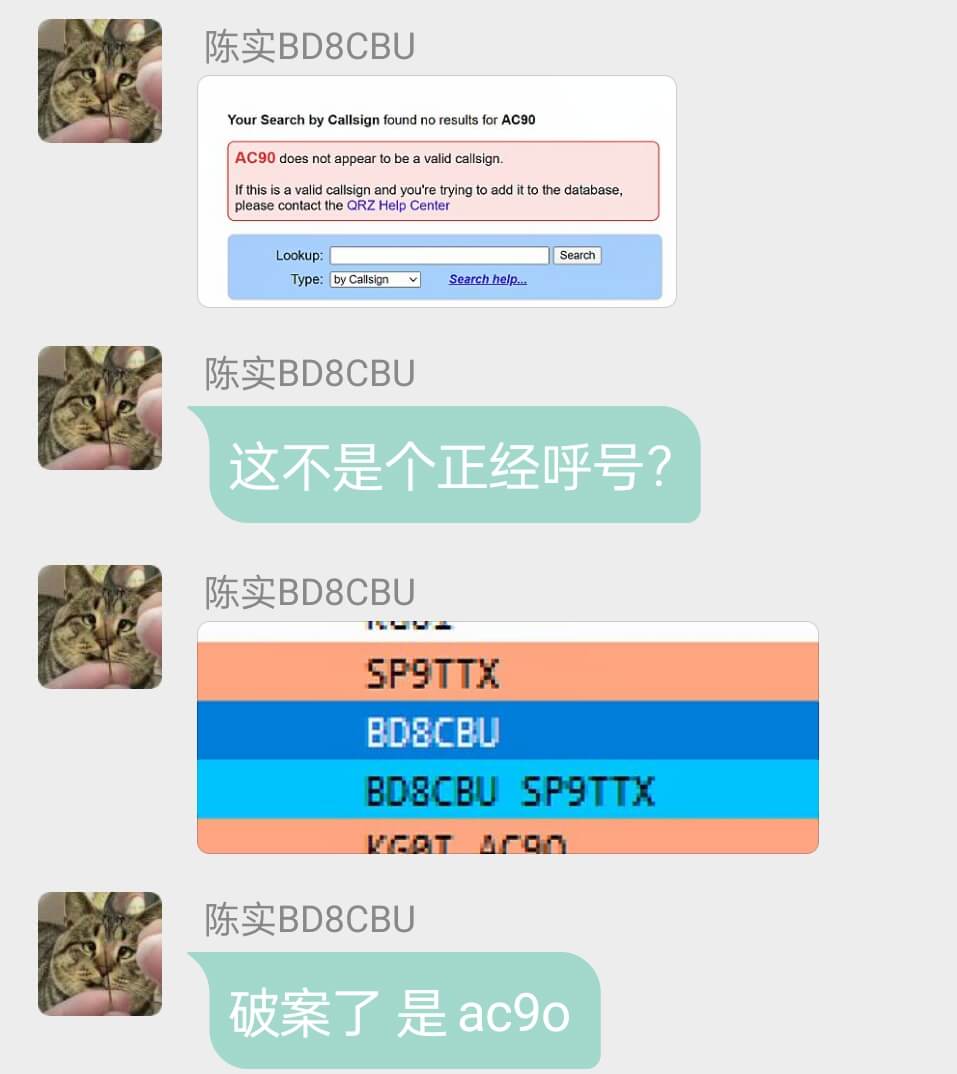 陈实BD8CBU
Your Search by Callsign found no results for AC90
AC90 does not appear to be a valid callsign.
If this is a valid callsign and you're trying to add it to the database,
please contact the QRZ Help Center
Lookup: Search
Type: by Callsign Search help...
陈实BD8CBU
这不是个正经呼号?
陈实BD8CBU
KG0I
SP9TTX
BD8CBU
BD8CBU SP9TTX
KG0I AC9O
陈实BD8CBU
破案了 是 ac9o